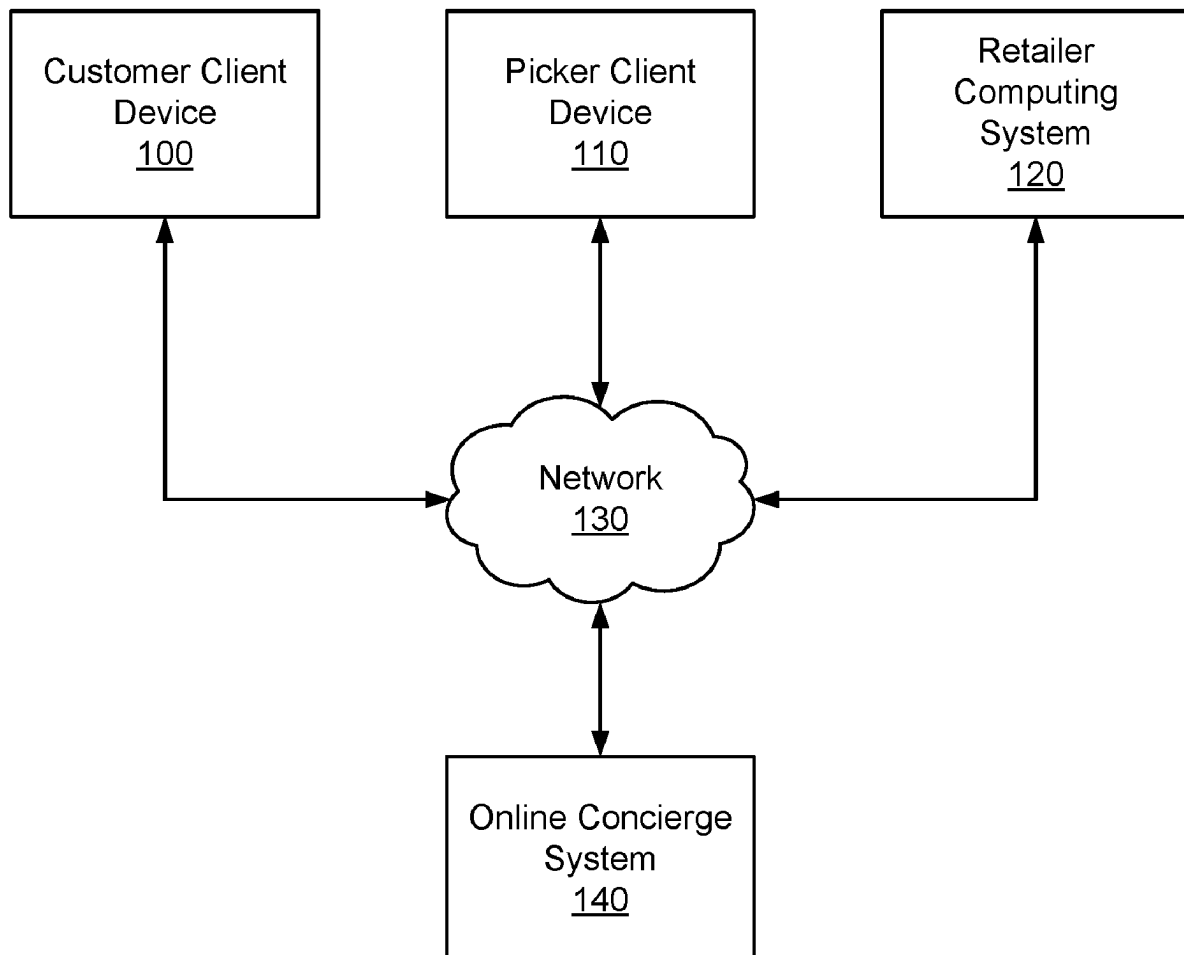 Customer Client
Device
100
Picker Client
Device
110
Retailer
Computing
System
120
Network
130
Online Concierge
System
140